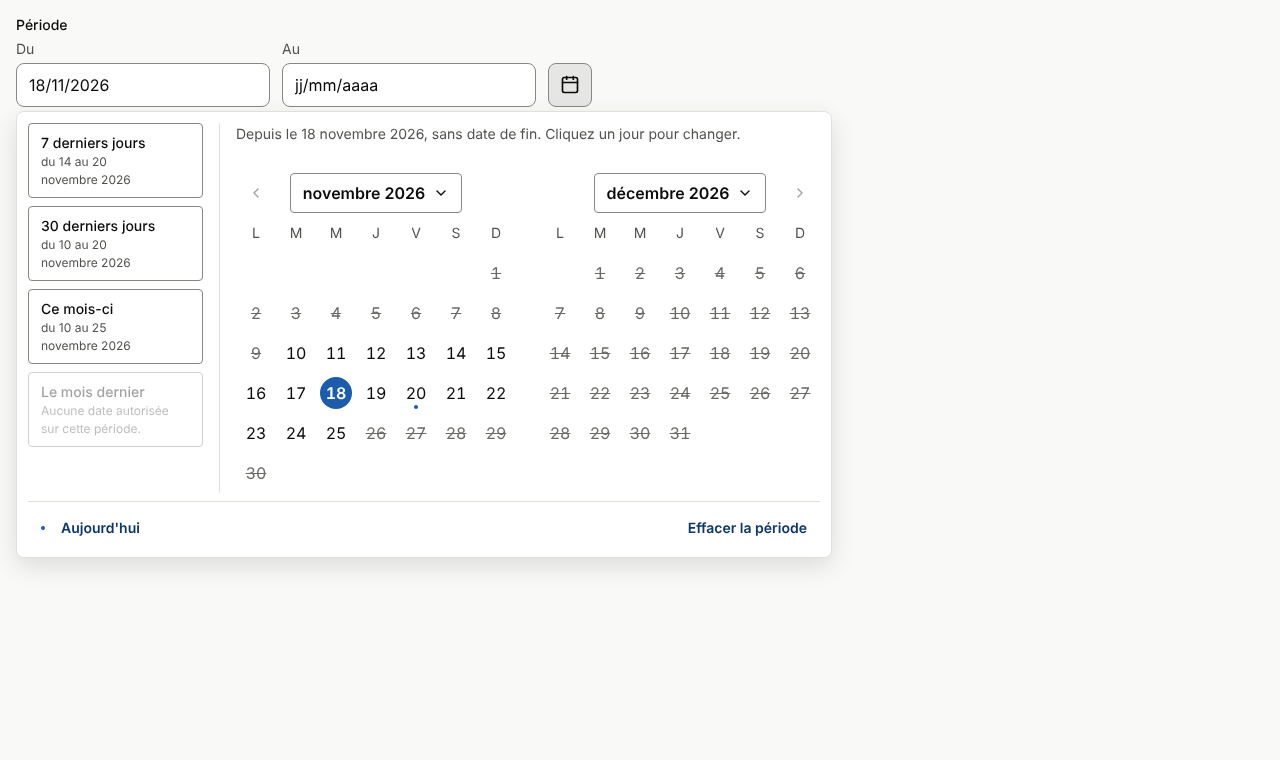 Période
Du Au
18/11/2026 jj/mm/aaaa
7 derniers jours
du 14 au 20
novembre 2026
30 derniers jours
du 10 au 20
novembre 2026
Ce mois-ci
du 10 au 25
novembre 2026
Le mois dernier
Aucune date autorisée
sur cette période.
Depuis le 18 novembre 2026, sans date de fin. Cliquez un jour pour changer.
novembre 2026
L M M J V S D
1
2 3 4 5 6 7 8
9 10 11 12 13 14 15
16 17 18 19 20 21 22
23 24 25 26 27 28 29
30
décembre 2026
L M M J V S D
1 2 3 4 5 6
7 8 9 10 11 12 13
14 15 16 17 18 19 20
21 22 23 24 25 26 27
28 29 30 31
Aujourd'hui
Effacer la période